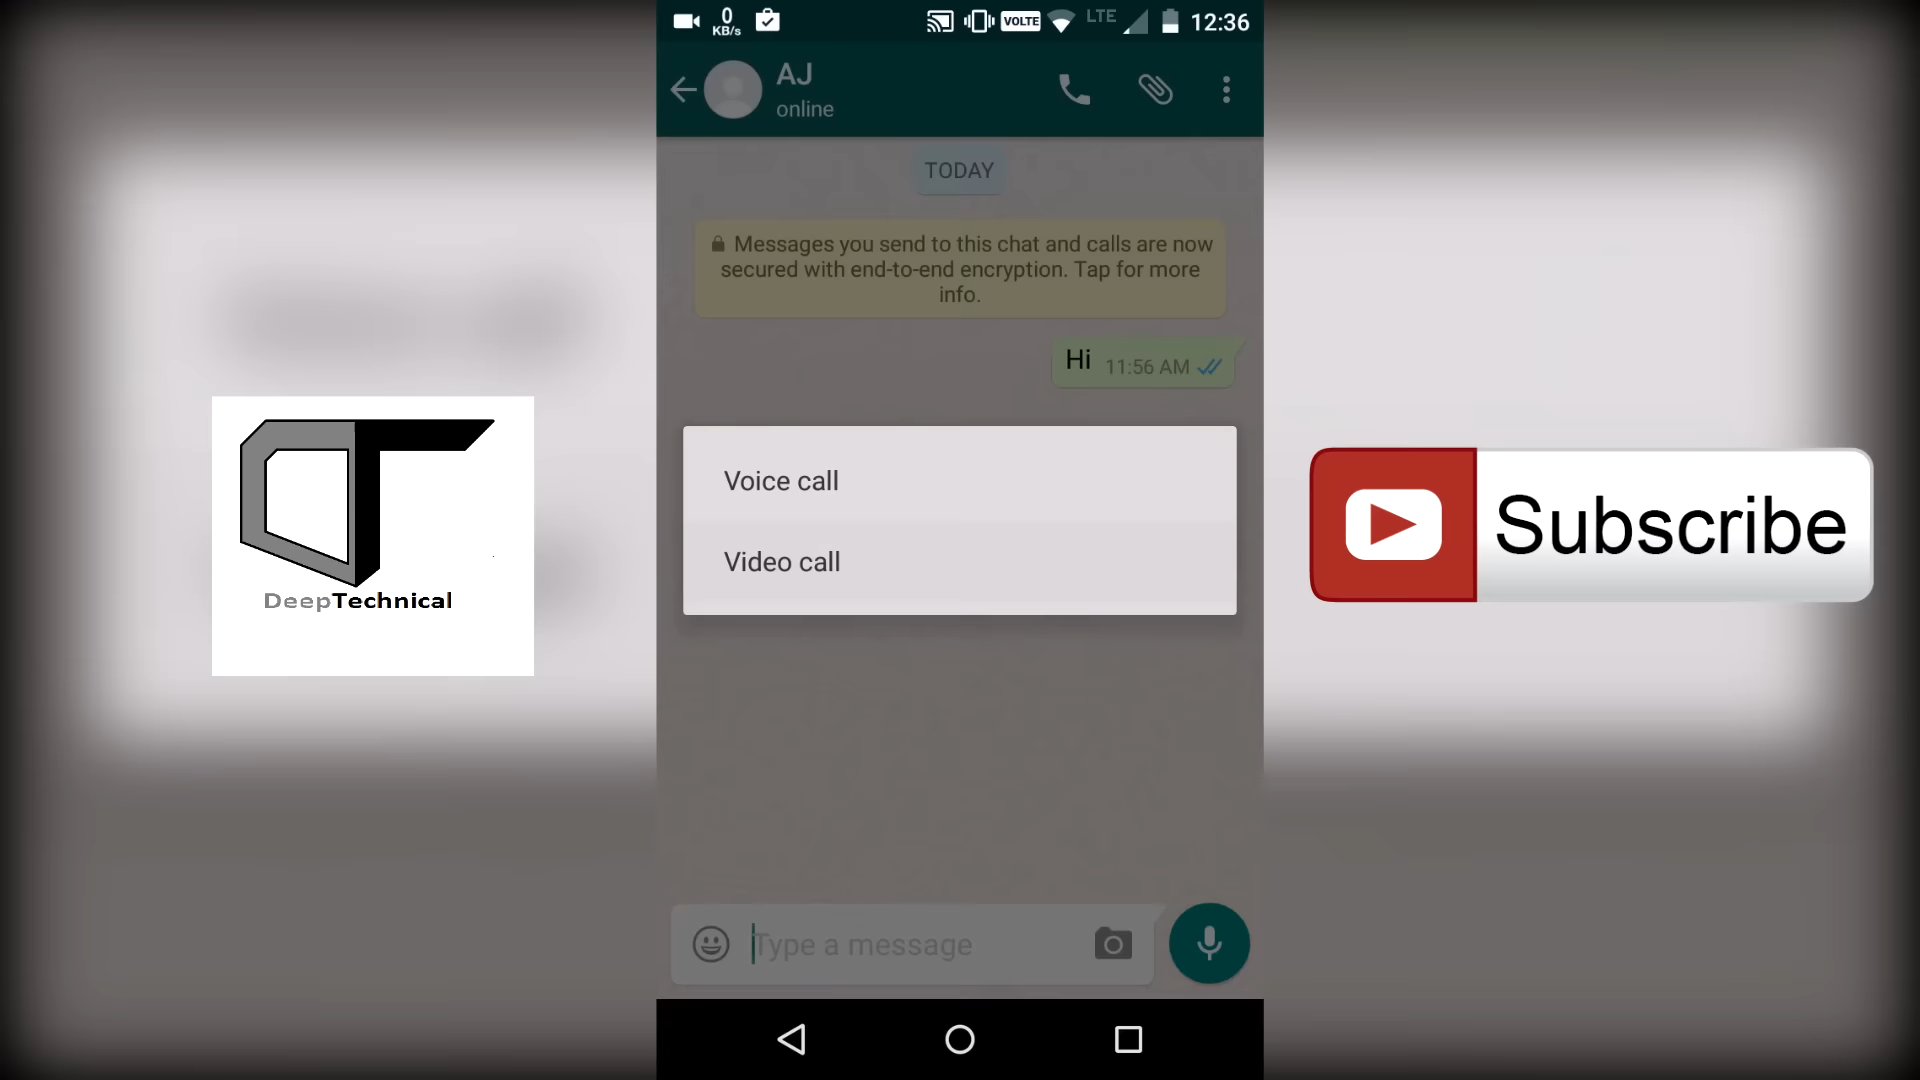 0
KB/s
VOLTE
LTE
12:36
AJ
online
TODAY
Messages you send to this chat and calls are now
secured with end-to-end encryption. Tap for more
info.
Hi 11:56 AM
Voice call
Video call
DeepTechnical
Subscribe
Type a message